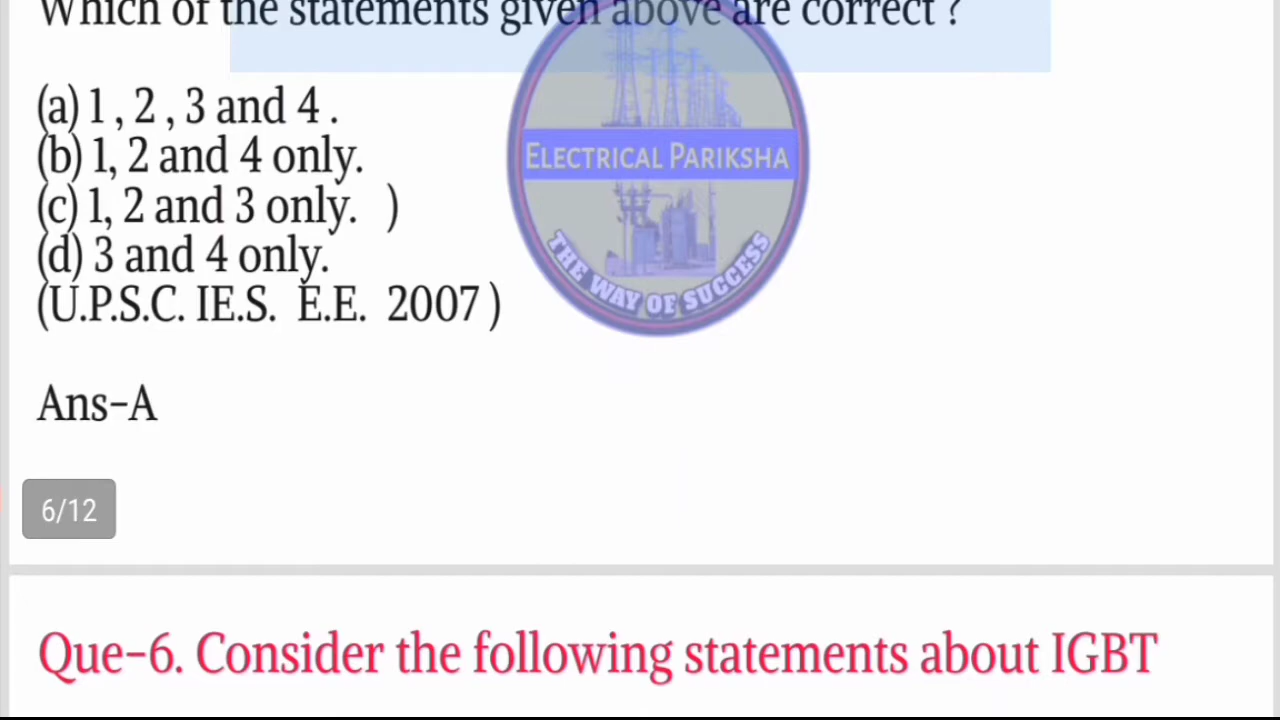 Which of the statements given above are correct ?
(a) 1 , 2 , 3 and 4 .
(b) 1, 2 and 4 only.
(c) 1, 2 and 3 only. )
(d) 3 and 4 only.
(U.P.S.C. IE.S. E.E. 2007 )
ELECTRICAL PARIKSHA
THE WAY OF SUCCESS
Ans-A
6/12
Que-6. Consider the following statements about IGBT